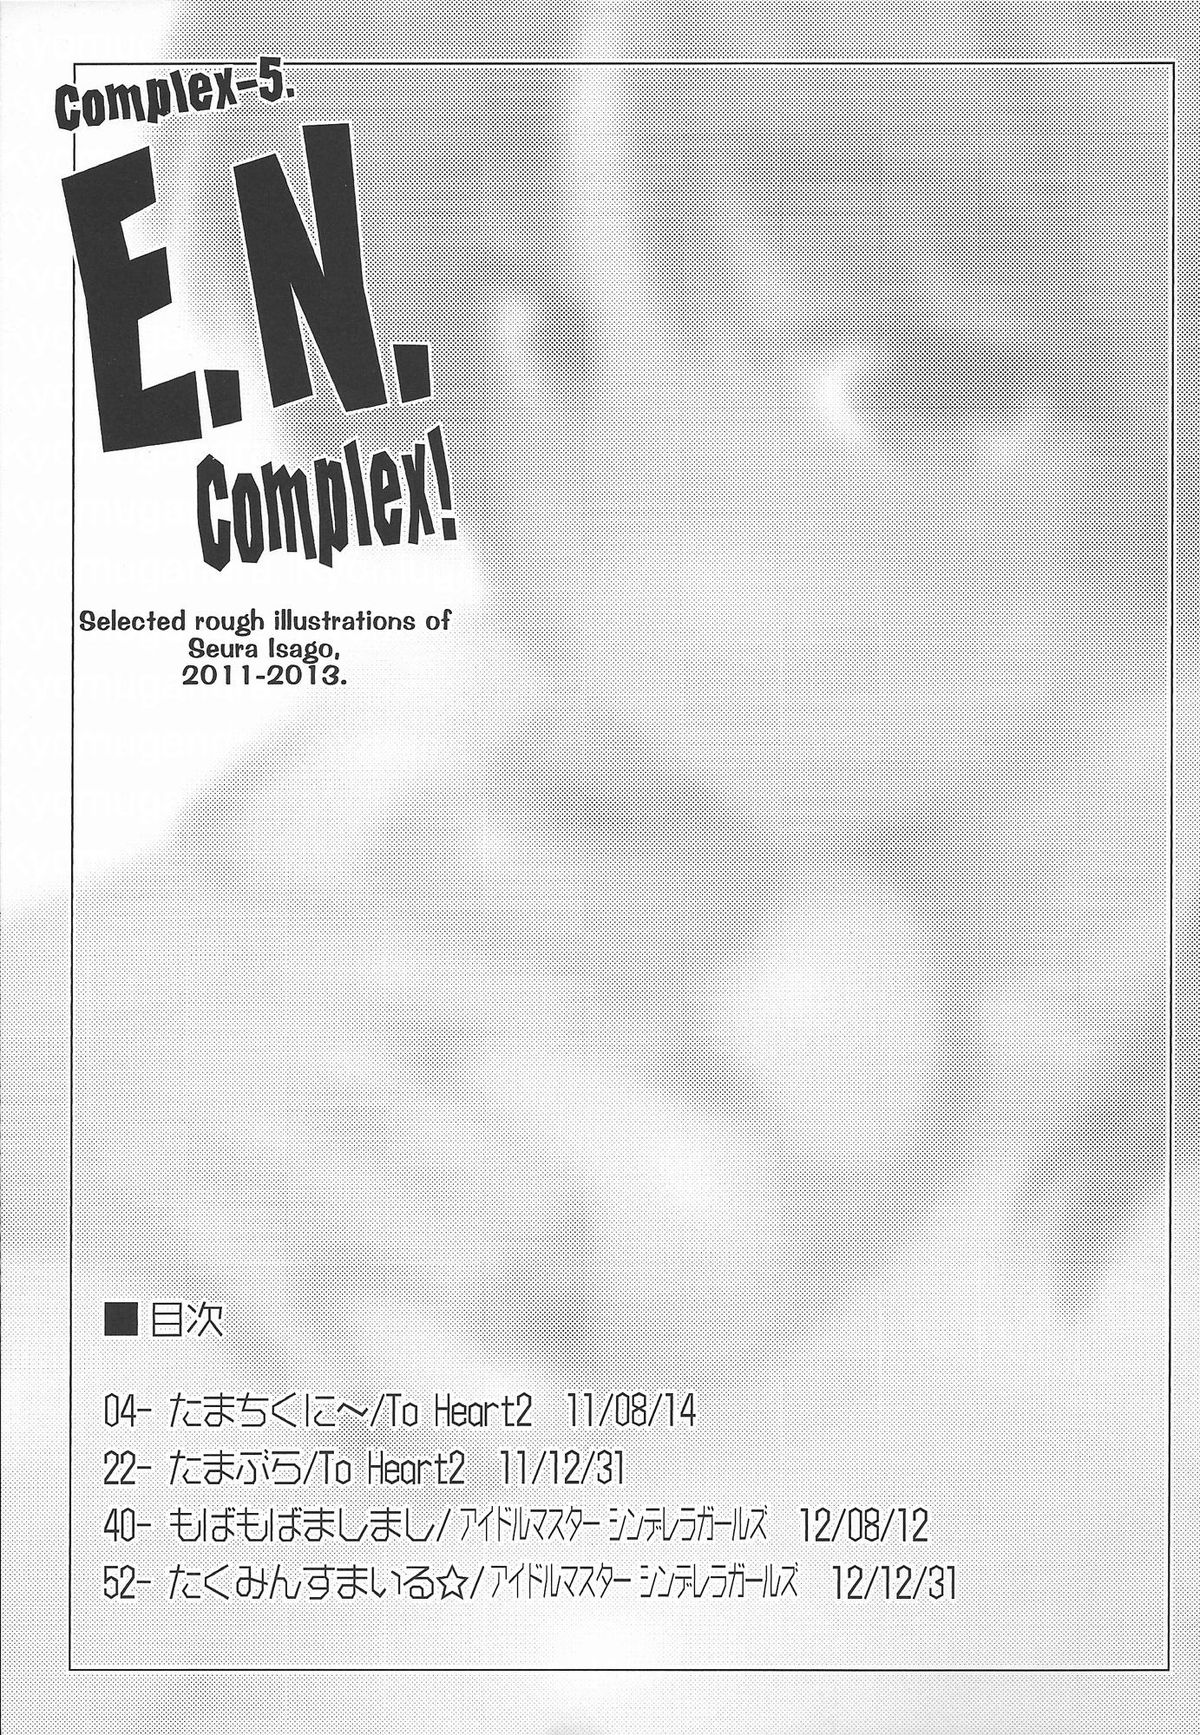 Complex-5.
E.N.
Complex!
Selected rough illustrations of
Seura Isago,
2011-2013.
■ 目次
04- たまちくに～/To Heart2 11/08/14
22- たまぶら/To Heart2 11/12/31
40- もばもばましまし/アイドルマスター シンデレラガールズ 12/08/12
52- たくみんすまいる☆/アイドルマスター シンデレラガールズ 12/12/31